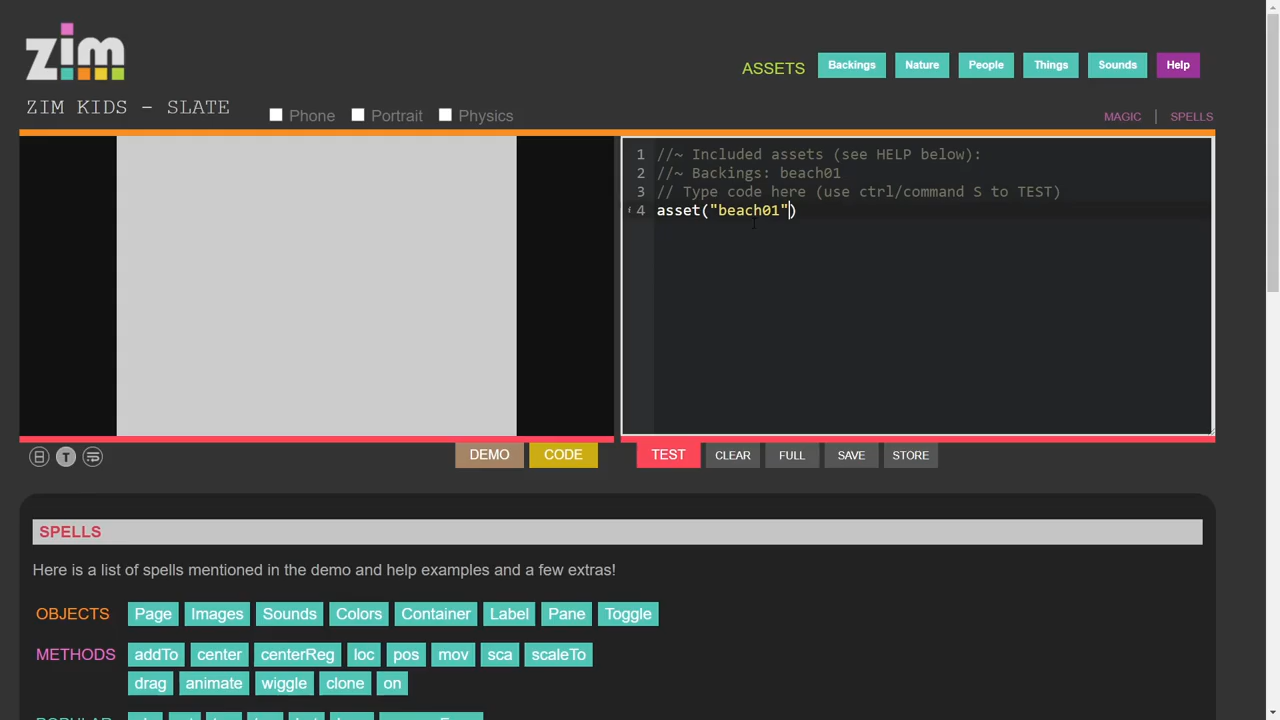 zim
ASSETS Backings Nature People Things Sounds Help
ZIM KIDS - SLATE Phone Portrait Physics MAGIC | SPELLS
1 //~ Included assets (see HELP below):
2 //~ Backings: beach01
3 // Type code here (use ctrl/command S to TEST)
4 asset("beach01")
T DEMO CODE TEST CLEAR FULL SAVE STORE
SPELLS
Here is a list of spells mentioned in the demo and help examples and a few extras!
OBJECTS Page Images Sounds Colors Container Label Pane Toggle
METHODS addTo center centerReg loc pos mov sca scaleTo
drag animate wiggle clone on
POPULAR